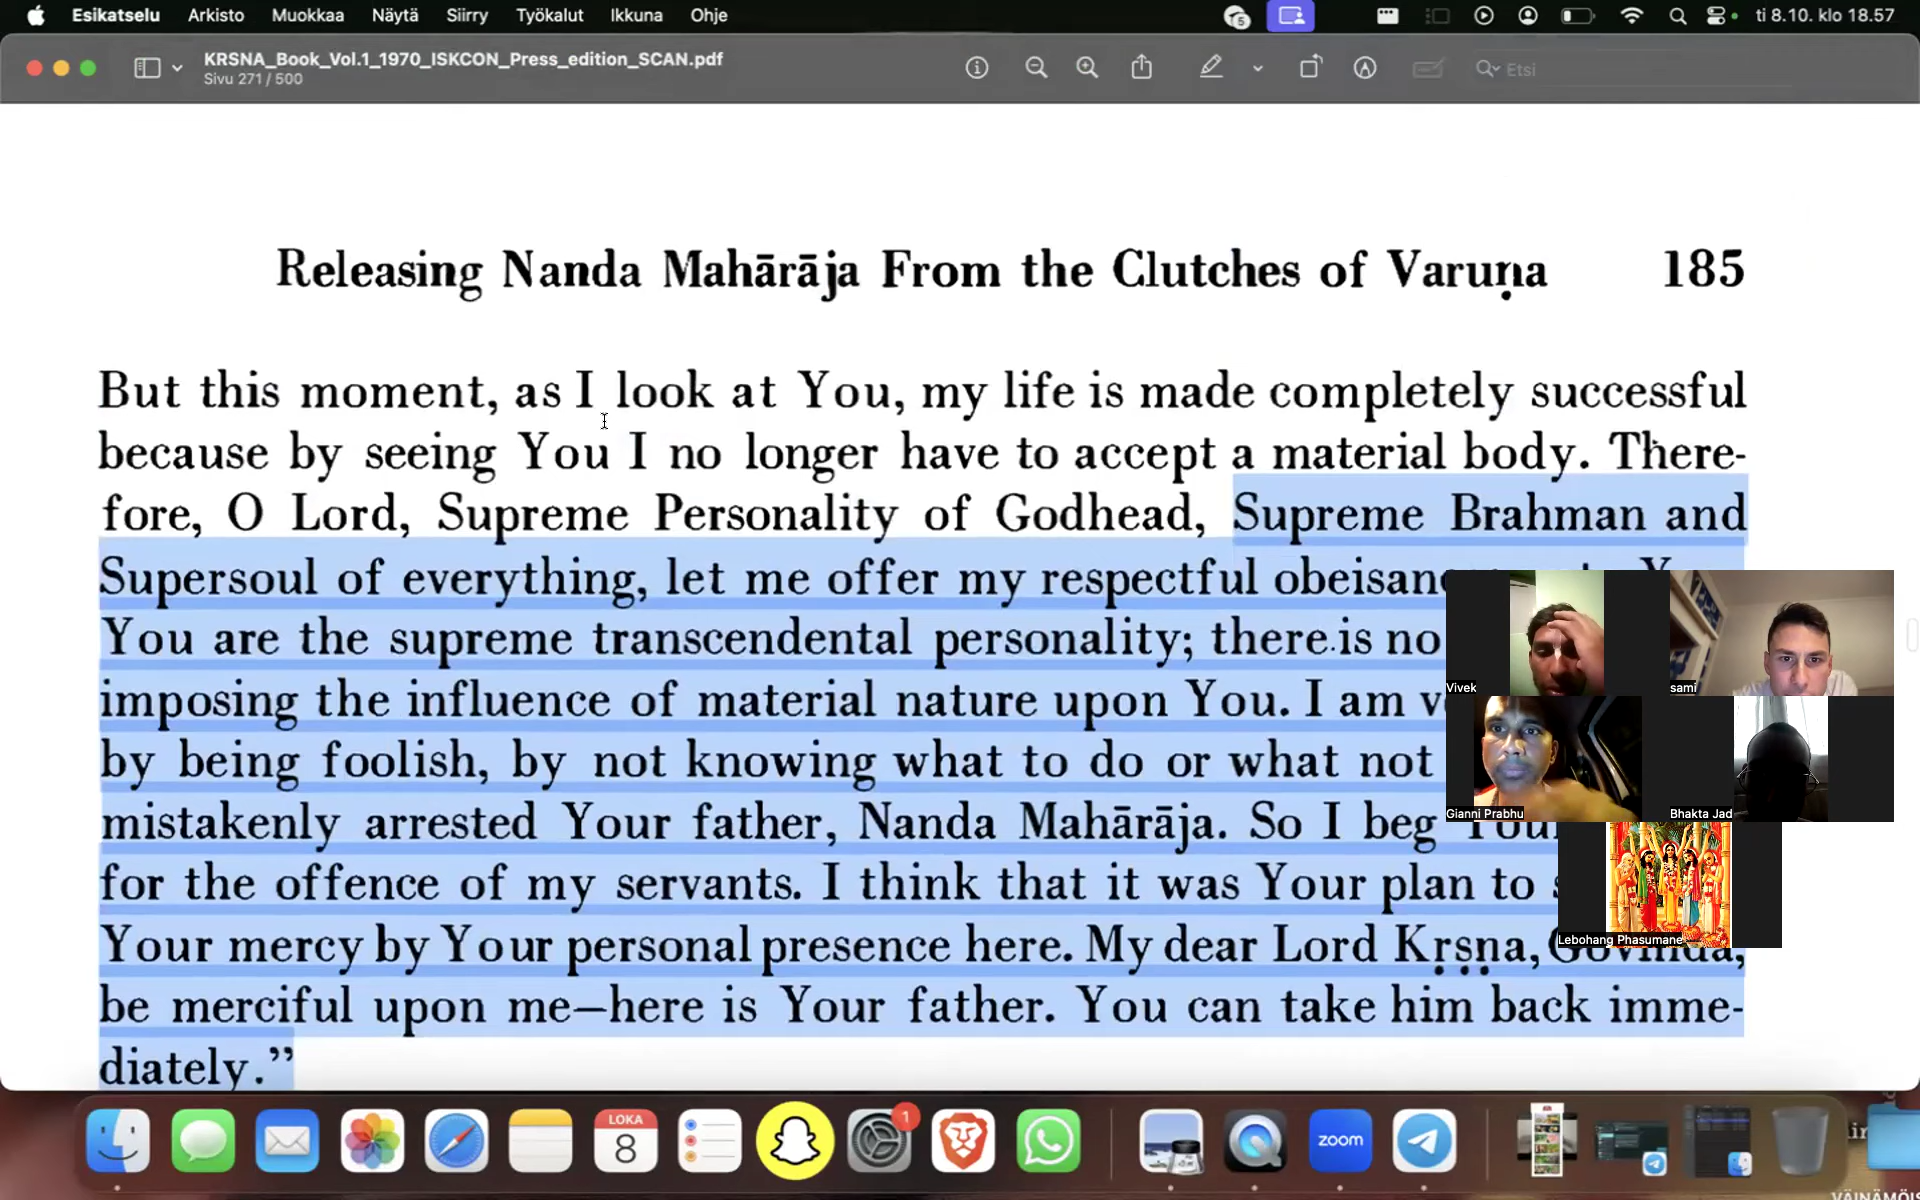 Esikatselu Arkisto Muokkaa Näytä Siirry Työkalut Ikkuna Ohje 5 ti 8.10. klo 18.57
KRSNA_Book_Vol.1_1970_ISKCON_Press_edition_SCAN.pdf
Sivu 271 / 500
Etsi
Releasing Nanda Mahārāja From the Clutches of Varuṇa 185
But this moment, as I look at You, my life is made completely successful
because by seeing You I no longer have to accept a material body. There-
fore, O Lord, Supreme Personality of Godhead, Supreme Brahman and
Supersoul of everything, let me offer my respectful
You are the supreme transcendental personality; there is no
imposing the influence of material nature upon You. I am
by being foolish, by not knowing what to do or what not
mistakenly arrested Your father, Nanda Mahārāja. So I beg
for the offence of my servants. I think that it was Your plan to
Your mercy by Your personal presence here. My dear Lord Kṛṣṇa, Govinda,
be merciful upon me—here is Your father. You can take him back imme-
diately.”
Vivek
sami
Gianni Prabhu
Bhakta Jad
Lebohang Phasumane
LOKA
8
1
zoom